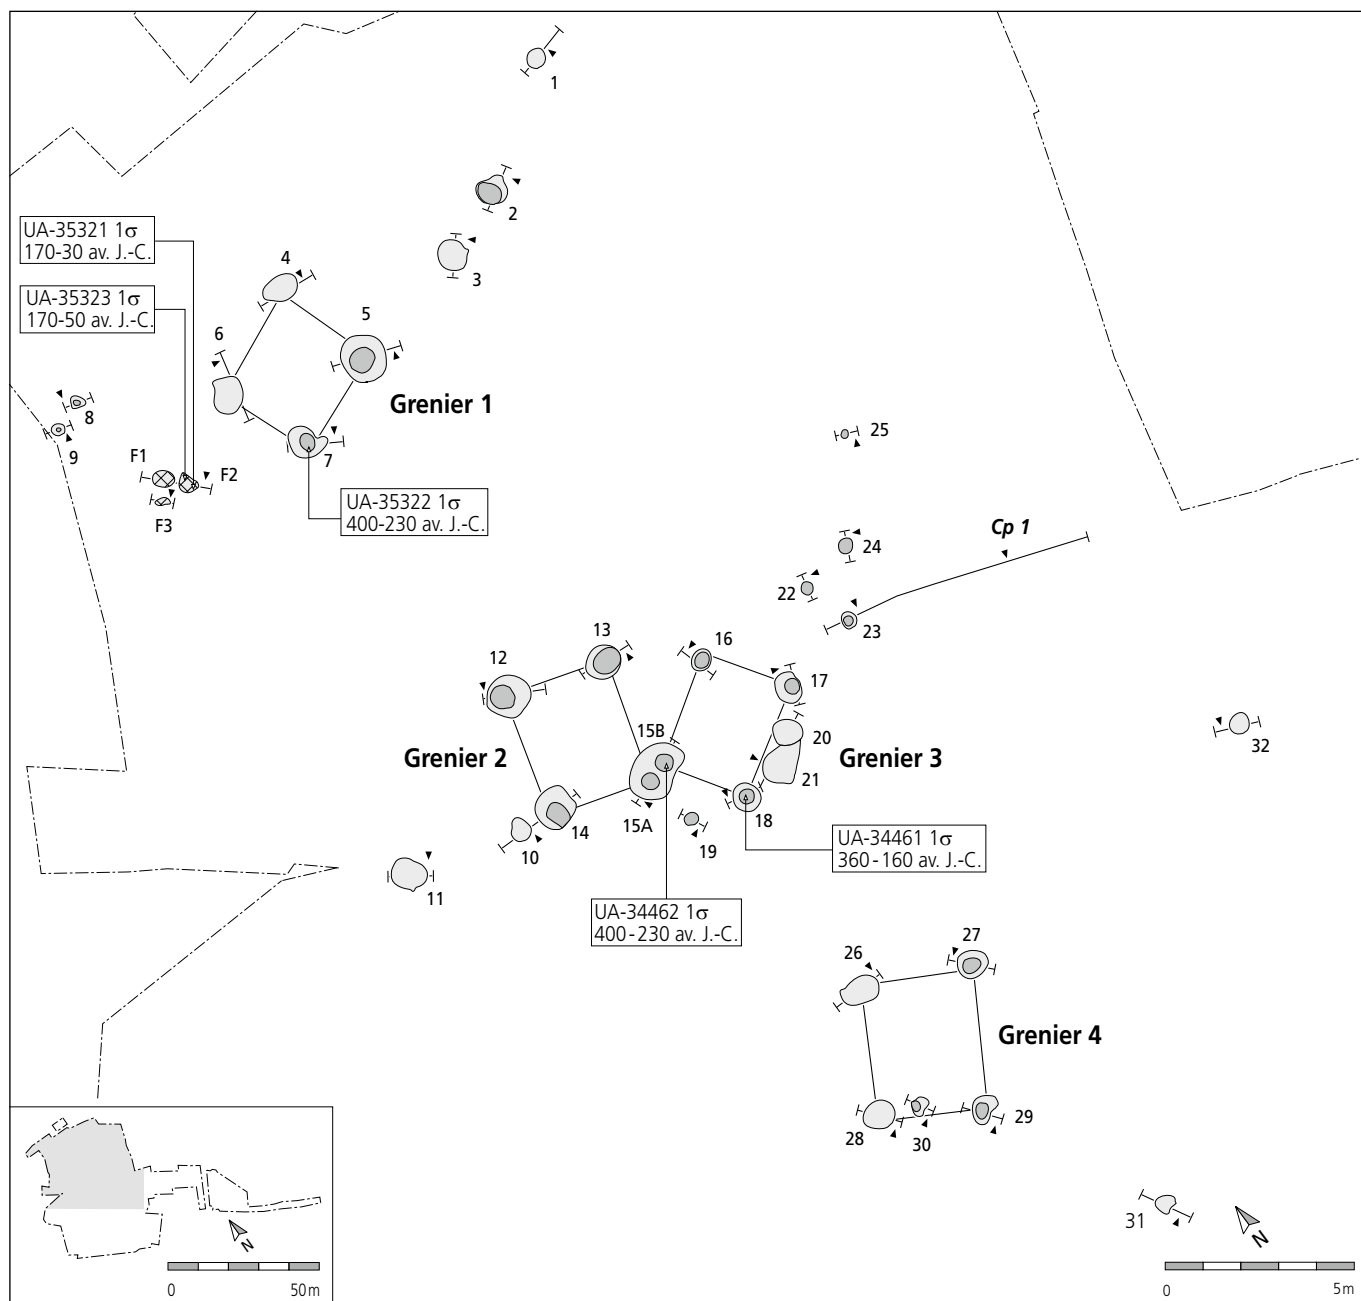 1
2
3
UA-35321 1σ
170-30 av. J.-C.
UA-35323 1σ
170-50 av. J.-C.
4
5
6
Grenier 1
7
8
9
F1
F2
F3
UA-35322 1σ
400-230 av. J.-C.
25
Cp 1
24
22
23
13
16
12
17
15B
20
Grenier 2
Grenier 3
32
21
14
15A
18
10
19
UA-34461 1σ
360-160 av. J.-C.
11
UA-34462 1σ
400-230 av. J.-C.
27
26
Grenier 4
28
30
29
31
N
N
0
50m
0
5m